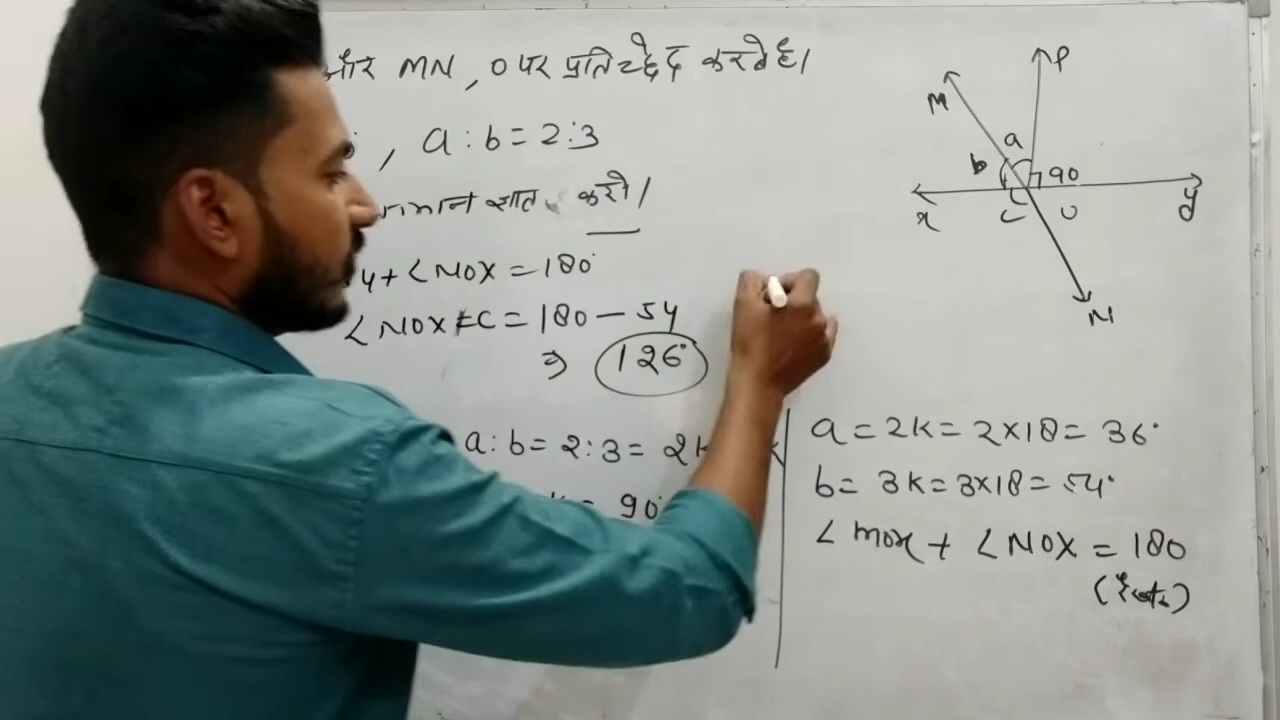 और MN, O पर प्रतिच्छेद करते है।
, a : b = 2:3
ज्ञात करो।
y + ∠NOX = 180°
∠NOX = C = 180 - 54
⇒ 126°
a : b = 2 : 3 = 2k
= 90°
a = 2k = 2×18 = 36°
b = 3k = 3×18 = 54°
∠mox + ∠NOX = 180
P
M
a
b
90
x
C
O
y
N